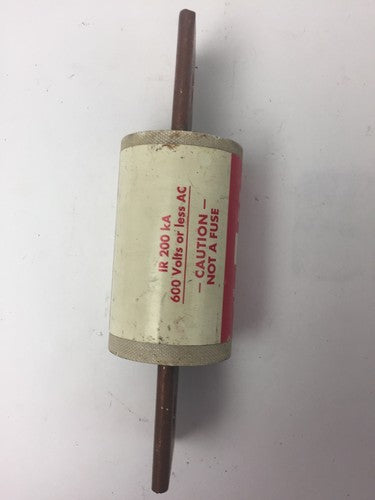 IR 200 kA
600 Volts or less AC
— CAUTION —
NOT A FUSE